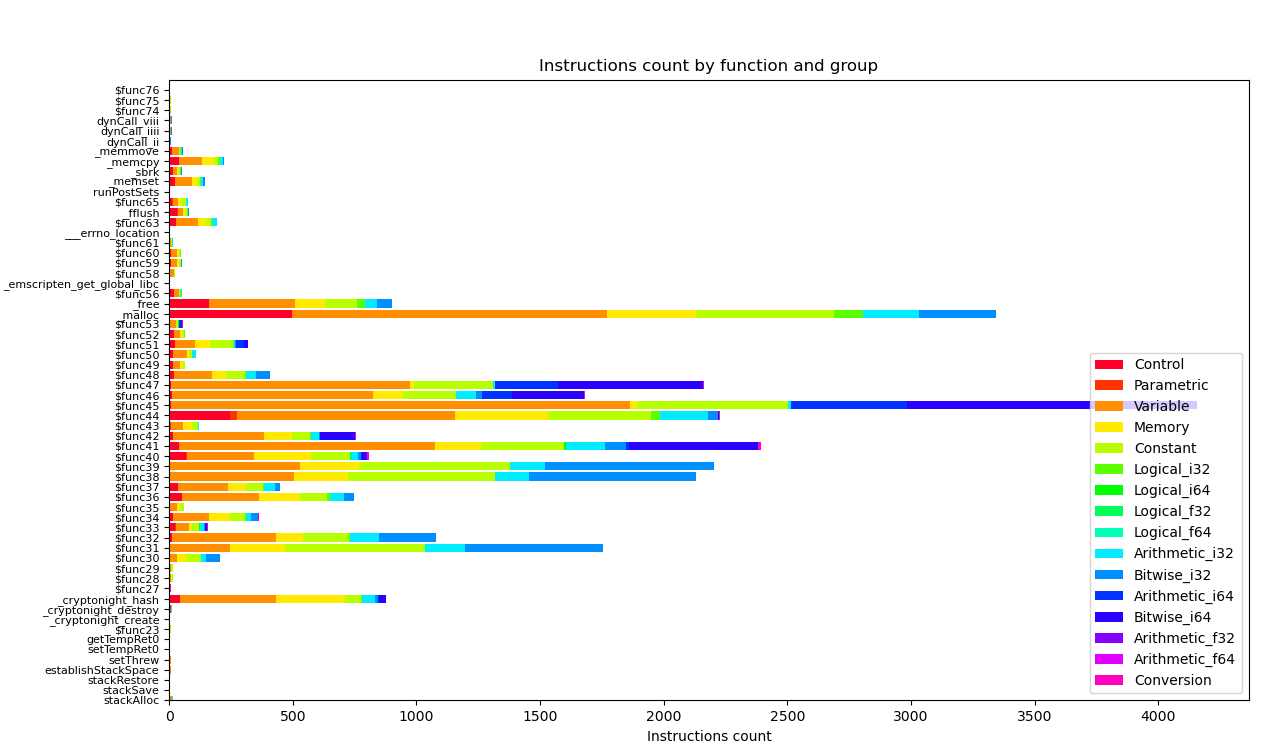 Instructions count by function and group
$func76
$func75
$func74
dynCall_viii
dynCall_iiii
dynCall_ii
_memmove
_memcpy
_sbrk
_memset
runPostSets
$func65
_fflush
$func63
___errno_location
$func61
$func60
$func59
$func58
_emscripten_get_global_libc
$func56
_free
_malloc
$func53
$func52
$func51
$func50
$func49
$func48
$func47
$func46
$func45
$func44
$func43
$func42
$func41
$func40
$func39
$func38
$func37
$func36
$func35
$func34
$func33
$func32
$func31
$func30
$func29
$func28
$func27
_cryptonight_hash
_cryptonight_destroy
_cryptonight_create
$func23
getTempRet0
setTempRet0
setThrew
establishStackSpace
stackRestore
stackSave
stackAlloc
Control
Parametric
Variable
Memory
Constant
Logical_i32
Logical_i64
Logical_f32
Logical_f64
Arithmetic_i32
Bitwise_i32
Arithmetic_i64
Bitwise_i64
Arithmetic_f32
Arithmetic_f64
Conversion
0 500 1000 1500 2000 2500 3000 3500 4000
Instructions count